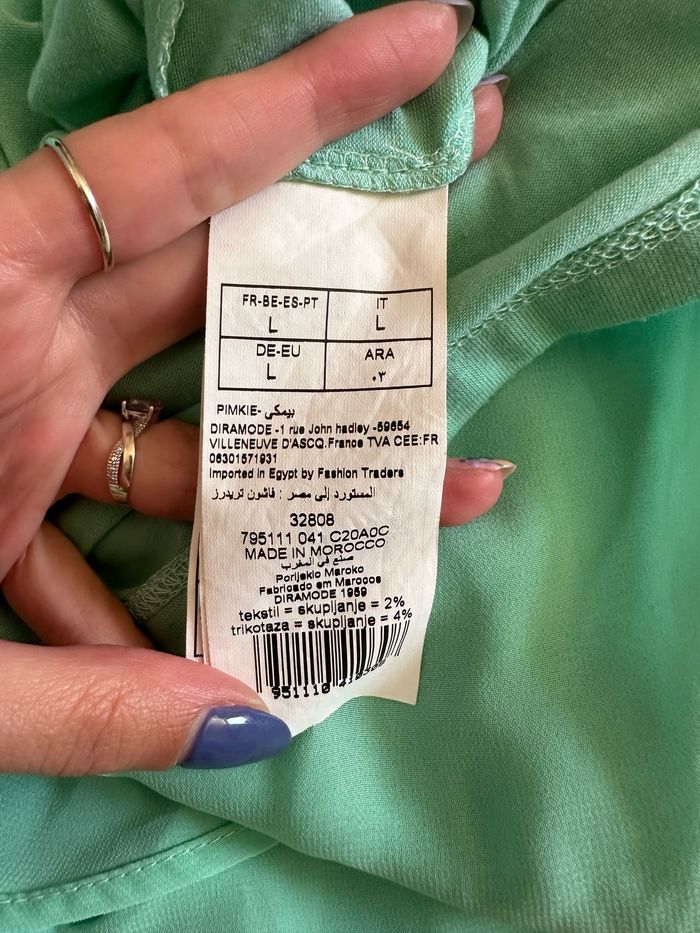 FR-BE-ES-PT IT
L L
DE-EU ARA
L ٠٣
PIMKIE- بيمكي
DIRAMODE -1 rue John hadley -59654
VILLENEUVE D'ASCQ.France TVA CEE:FR
06301571931
Imported in Egypt by Fashion Traders
المستورد إلى مصر : فاشون تريدرز
32808
795111 041 C20A0C
MADE IN MOROCCO
صنع في المغرب
Porijeklo Maroko
Fabricado em Marocos
DIRAMODE 1959
tekstil = skupljanje = 2%
trikotaza = skupljanje = 4%
951110